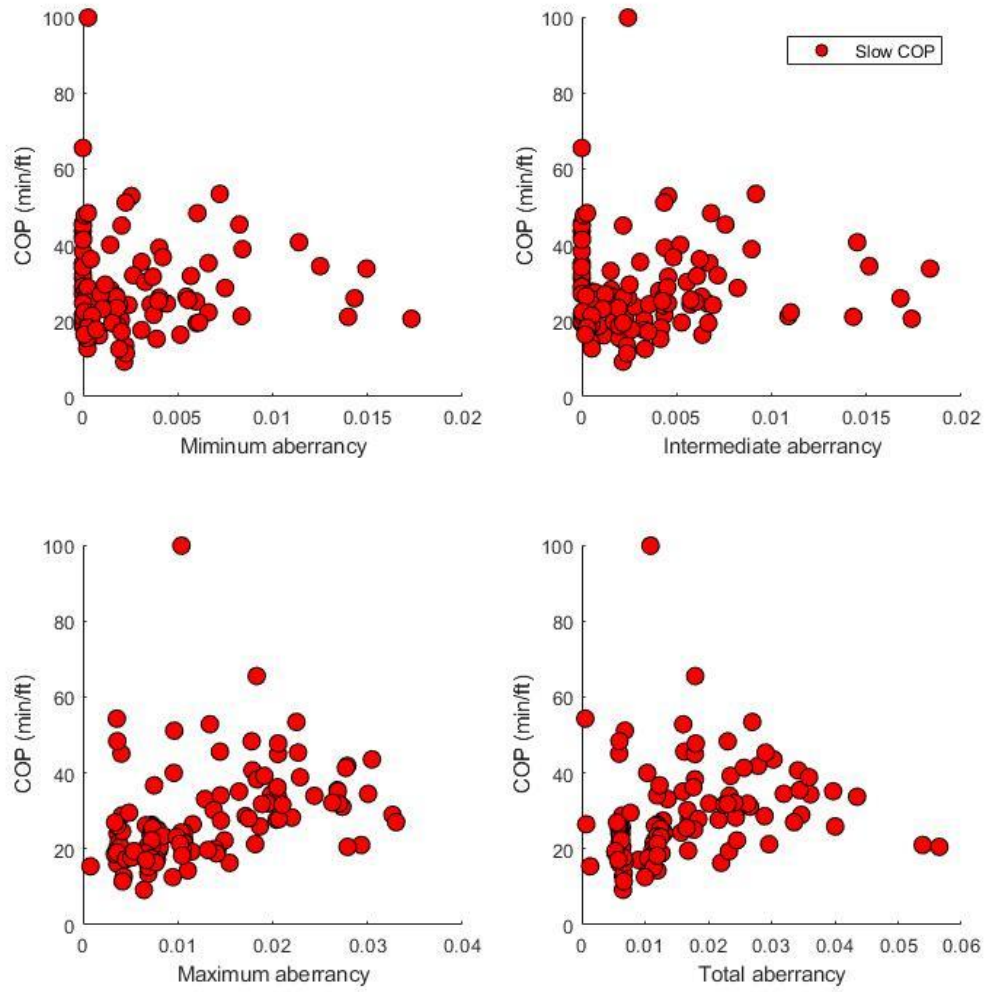 100
80
60
40
20
0
COP (min/ft)
0 0.005 0.01 0.015 0.02
Miminum aberrancy
100
80
60
40
20
0
COP (min/ft)
Slow COP
0 0.005 0.01 0.015 0.02
Intermediate aberrancy
100
80
60
40
20
0
COP (min/ft)
0 0.01 0.02 0.03 0.04
Maximum aberrancy
100
80
60
40
20
0
COP (min/ft)
0 0.01 0.02 0.03 0.04 0.05 0.06
Total aberrancy